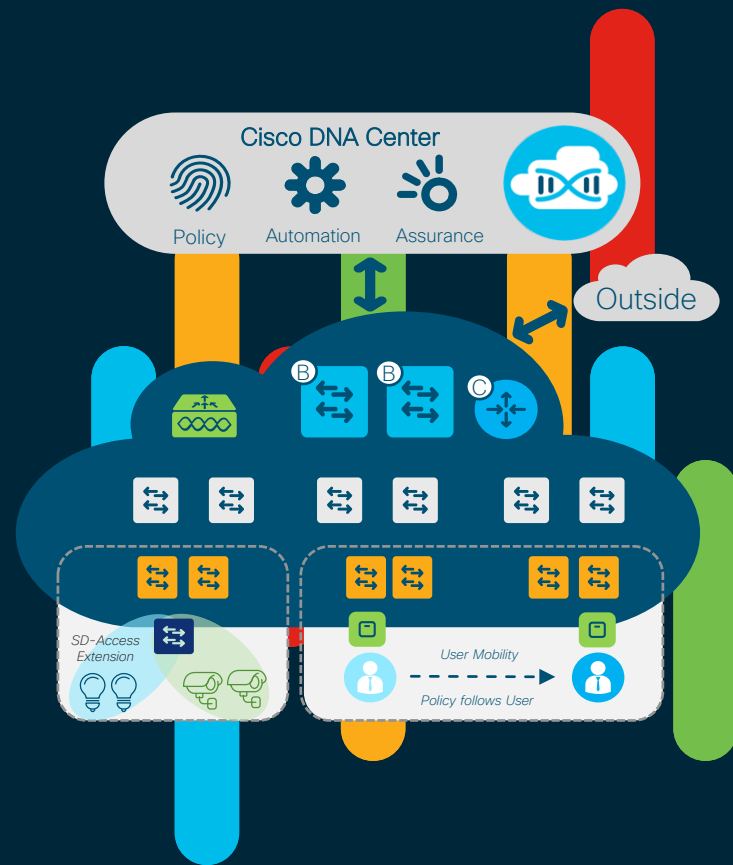 Cisco DNA Center
Policy
Automation
Assurance
Outside
B
B
C
SD-Access
Extension
User Mobility
Policy follows User